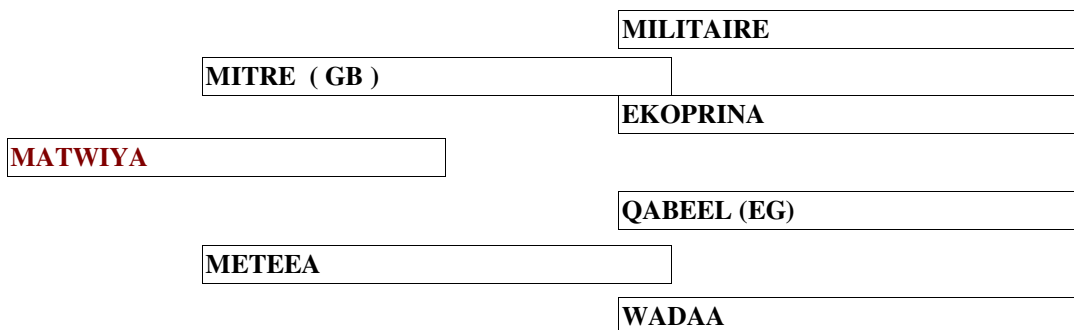 MILITAIRE
MITRE ( GB )
EKOPRINA
MATWIYA
QABEEL (EG)
METEEA
WADAA